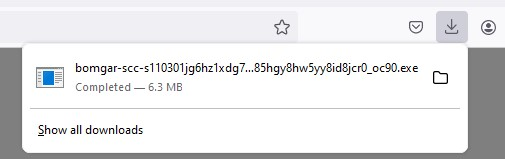 bomgar-scc-s110301jg6hz1xdg7...85hgy8hw5yy8id8jcr0_oc90.exe
Completed — 6.3 MB
Show all downloads